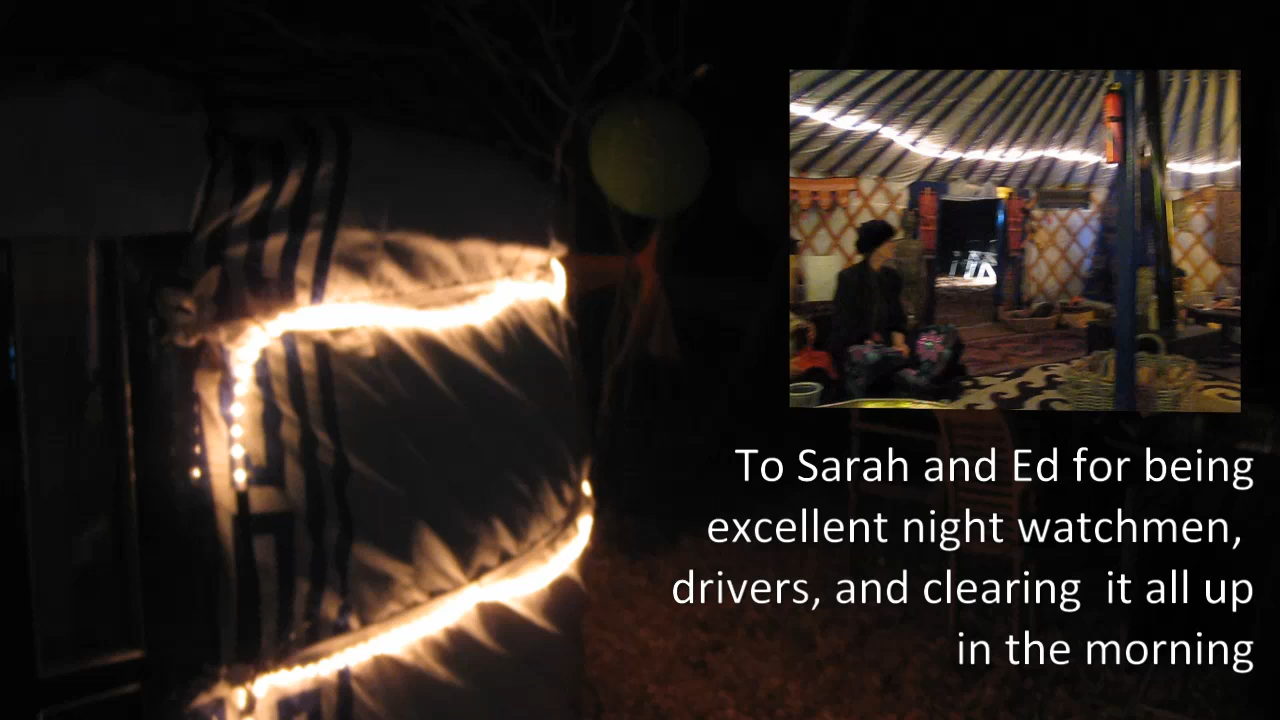 To Sarah and Ed for being
excellent night watchmen,
drivers, and clearing  it all up
in the morning